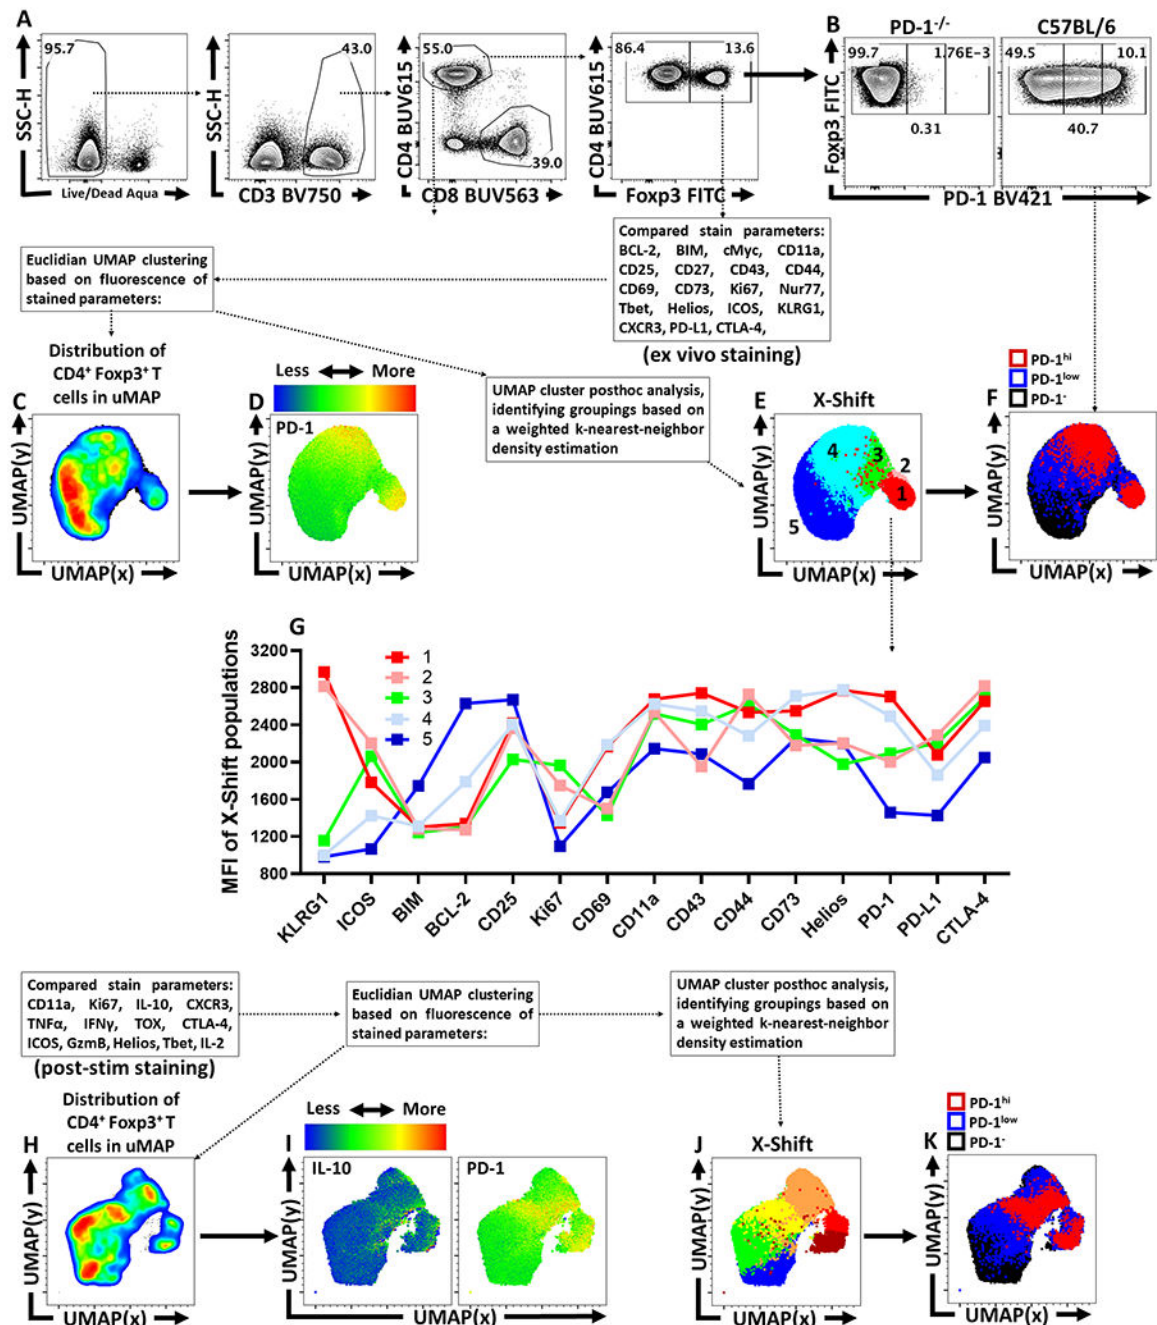 A
B
PD-1-/-
C57BL/6
95.7
43.0
55.0
86.4
13.6
99.7
1.76E-3
49.5
10.1
39.0
0.31
40.7
SSC-H
SSC-H
CD4 BUV615
CD4 BUV615
Foxp3 FITC
Live/Dead Aqua
CD3 BV750
CD8 BUV563
Foxp3 FITC
PD-1 BV421
Compared stain parameters:
BCL-2, BIM, cMyc, CD11a,
CD25, CD27, CD43, CD44,
CD69, CD73, Ki67, Nur77,
Tbet, Helios, ICOS, KLRG1,
CXCR3, PD-L1, CTLA-4,
(ex vivo staining)
Euclidian UMAP clustering
based on fluorescence of
stained parameters:
Distribution of
CD4+ Foxp3+ T
cells in uMAP
Less More
UMAP cluster posthoc analysis,
identifying groupings based on
a weighted k-nearest-neighbor
density estimation
PD-1hi
PD-1low
PD-1-
C
D
PD-1
E
X-Shift
F
4
3
2
1
5
UMAP(y)
UMAP(x)
UMAP(y)
UMAP(x)
UMAP(y)
UMAP(x)
UMAP(y)
UMAP(x)
G
MFI of X-Shift populations
3200
2800
2400
2000
1600
1200
800
1
2
3
4
5
KLRG1
ICOS
BIM
BCL-2
CD25
Ki67
CD69
CD11a
CD43
CD44
CD73
Helios
PD-1
PD-L1
CTLA-4
Compared stain parameters:
CD11a, Ki67, IL-10, CXCR3,
TNFα, IFNγ, TOX, CTLA-4,
ICOS, GzmB, Helios, Tbet, IL-2
(post-stim staining)
Euclidian UMAP clustering
based on fluorescence of
stained parameters:
UMAP cluster posthoc analysis,
identifying groupings based on
a weighted k-nearest-neighbor
density estimation
Distribution of
CD4+ Foxp3+ T
cells in uMAP
Less More
PD-1hi
PD-1low
PD-1-
H
I
IL-10
PD-1
J
X-Shift
K
UMAP(y)
UMAP(x)
UMAP(y)
UMAP(x)
UMAP(y)
UMAP(x)
UMAP(y)
UMAP(x)